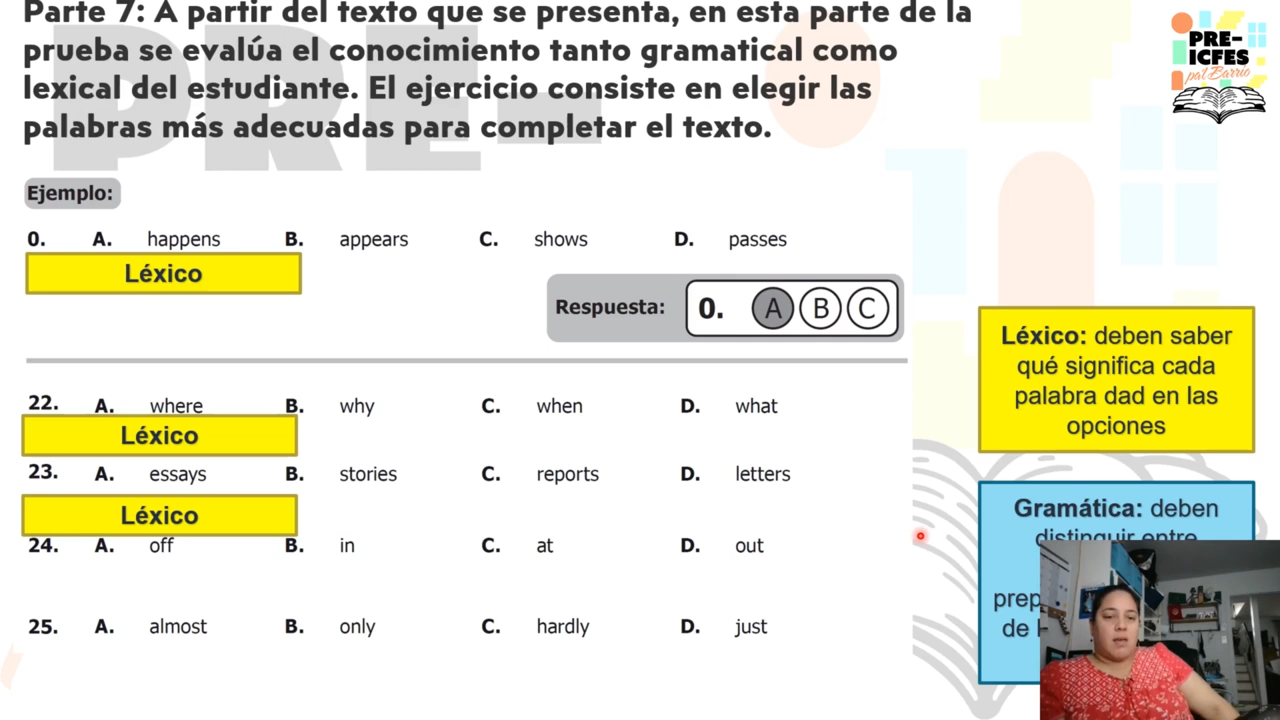 Parte 7: A partir del texto que se presenta, en esta parte de la
prueba se evalúa el conocimiento tanto gramatical como
lexical del estudiante. El ejercicio consiste en elegir las
palabras más adecuadas para completar el texto.
PRE-
ICFES
pa'l Barrio
PRE-
Ejemplo:
0. A. happens B. appears C. shows D. passes
Léxico
Respuesta: 0. A B C
22. A. where B. why C. when D. what
Léxico
23. A. essays B. stories C. reports D. letters
Léxico
24. A. off B. in C. at D. out
25. A. almost B. only C. hardly D. just
Léxico: deben saber
qué significa cada
palabra dad en las
opciones
Gramática: deben
distinguir entre
de